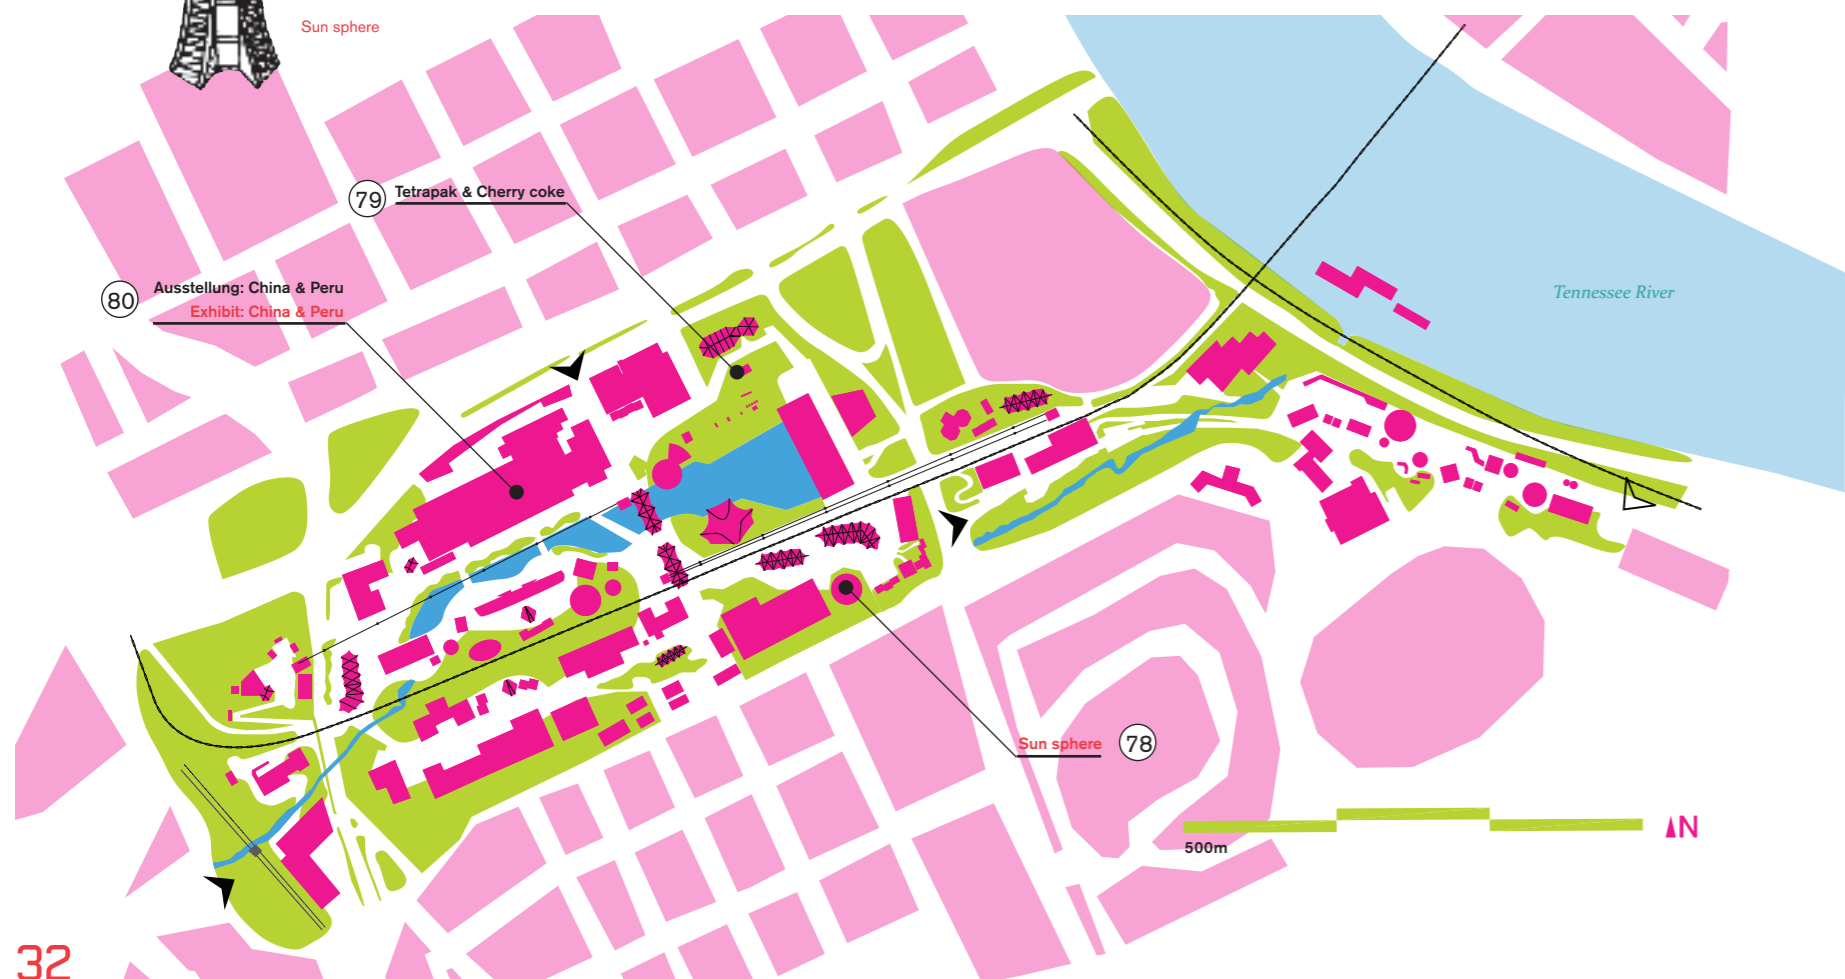 Sun sphere
79
Tetrapak & Cherry coke
80
Ausstellung: China & Peru
Exhibit: China & Peru
Tennessee River
Sun sphere
78
500m
N
32